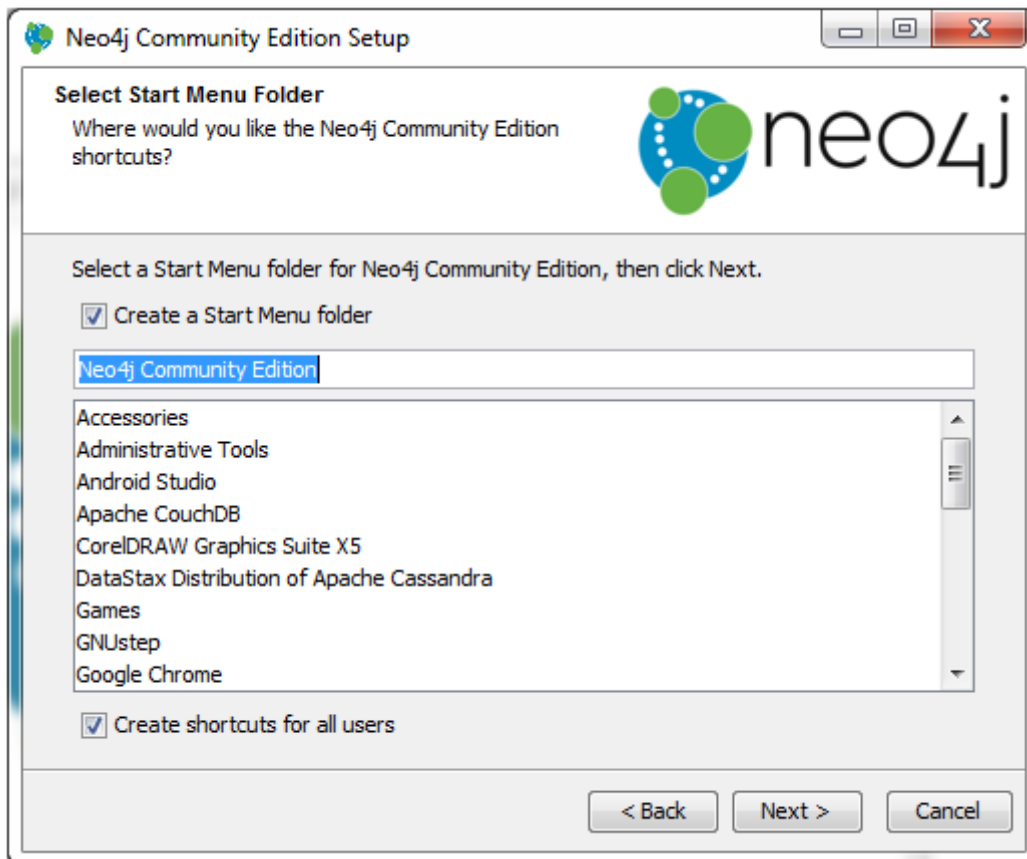 Neo4j Community Edition Setup
Select Start Menu Folder
Where would you like the Neo4j Community Edition
shortcuts?
neo4j
Select a Start Menu folder for Neo4j Community Edition, then click Next.
Create a Start Menu folder
Neo4j Community Edition
Accessories
Administrative Tools
Android Studio
Apache CouchDB
CorelDRAW Graphics Suite X5
DataStax Distribution of Apache Cassandra
Games
GNUstep
Google Chrome
Create shortcuts for all users
< Back Next > Cancel